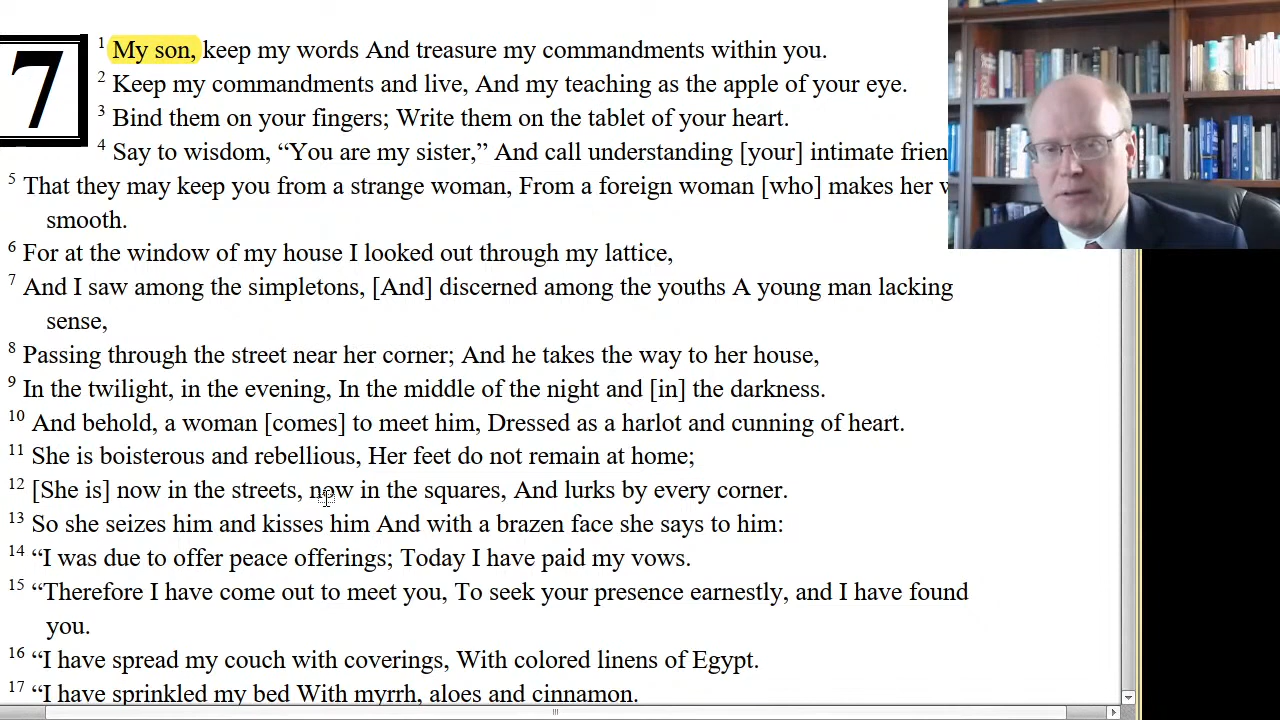 7
1 My son, keep my words And treasure my commandments within you.
2 Keep my commandments and live, And my teaching as the apple of your eye.
3 Bind them on your fingers; Write them on the tablet of your heart.
4 Say to wisdom, “You are my sister,” And call understanding [your] intimate
5 That they may keep you from a strange woman, From a foreign woman [who] makes her
smooth.
6 For at the window of my house I looked out through my lattice,
7 And I saw among the simpletons, [And] discerned among the youths A young man lacking
sense,
8 Passing through the street near her corner; And he takes the way to her house,
9 In the twilight, in the evening, In the middle of the night and [in] the darkness.
10 And behold, a woman [comes] to meet him, Dressed as a harlot and cunning of heart.
11 She is boisterous and rebellious, Her feet do not remain at home;
12 [She is] now in the streets, now in the squares, And lurks by every corner.
13 So she seizes him and kisses him And with a brazen face she says to him:
14 “I was due to offer peace offerings; Today I have paid my vows.
15 “Therefore I have come out to meet you, To seek your presence earnestly, and I have found
you.
16 “I have spread my couch with coverings, With colored linens of Egypt.
17 “I have sprinkled my bed With myrrh, aloes and cinnamon.